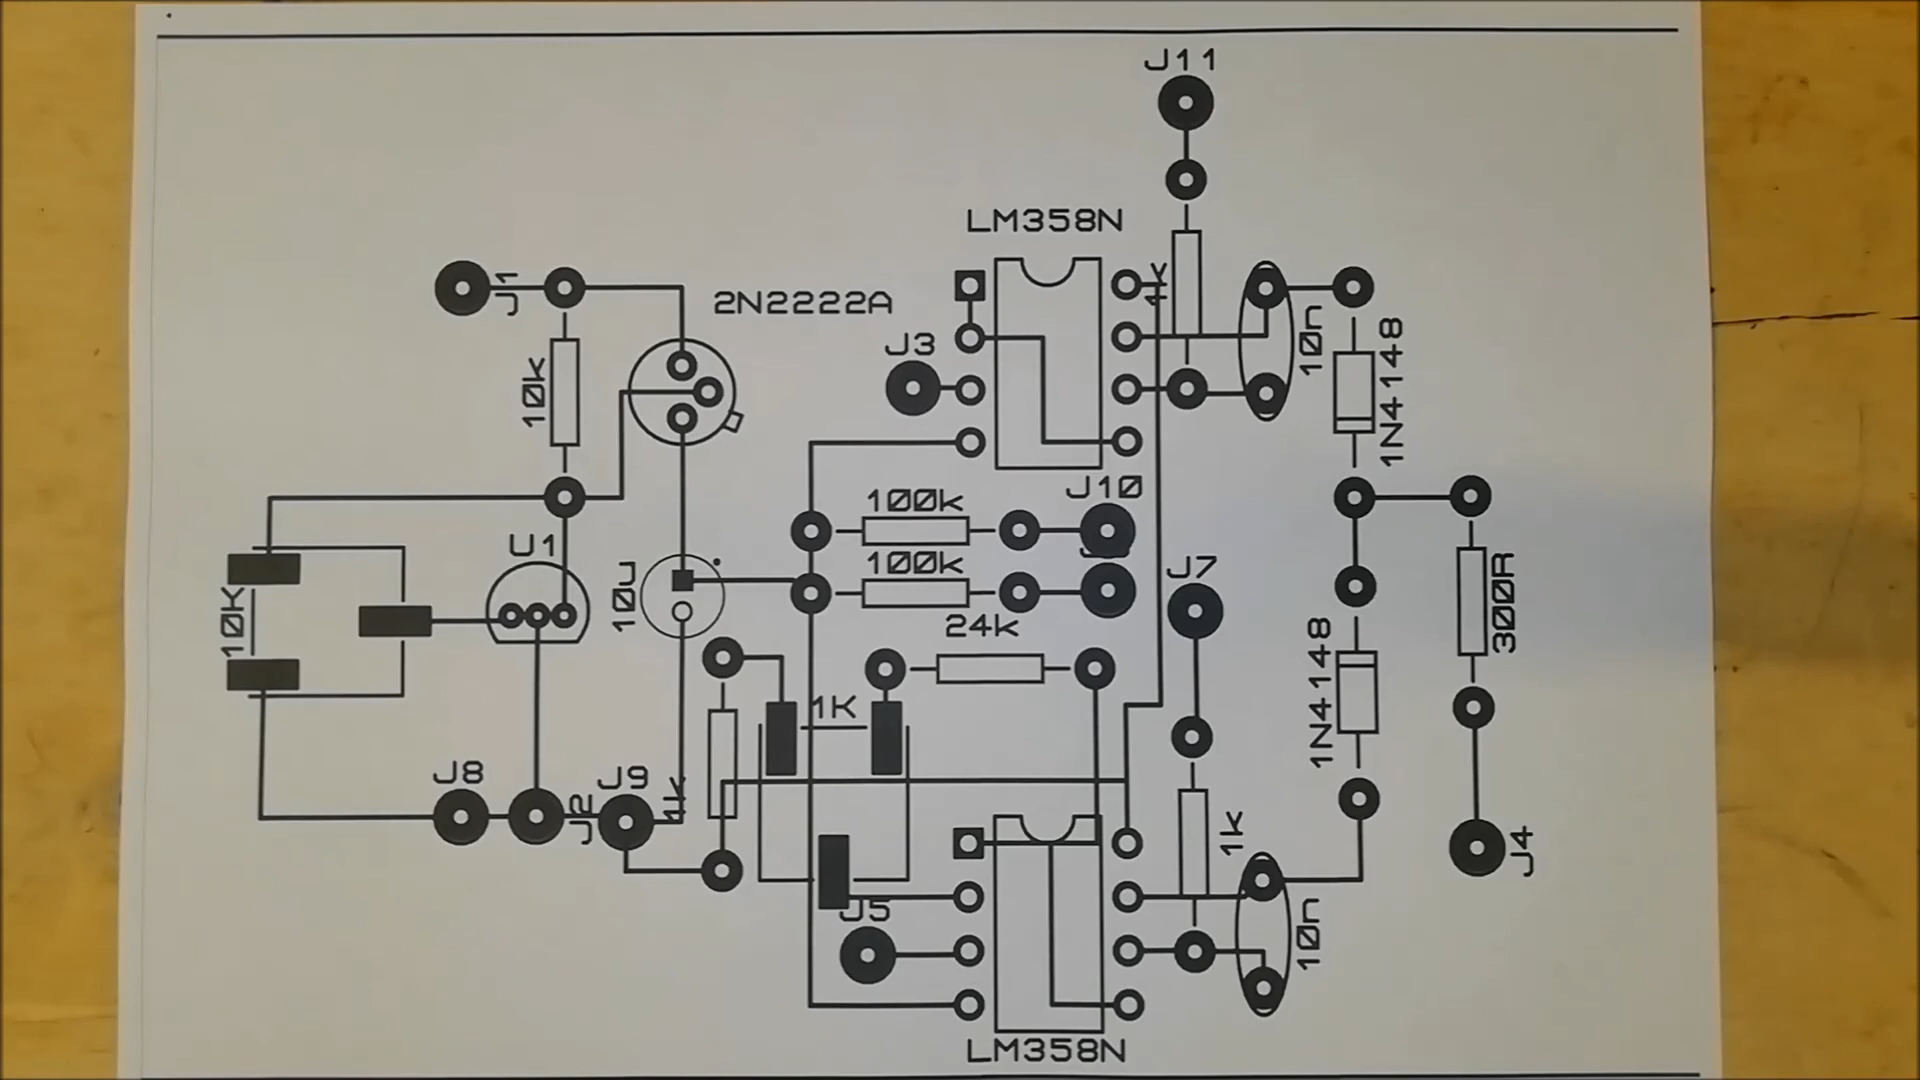 J11
LM358N
J1
2N2222A
1k
10n
J3
1N4148
10k
J10
100k
U1
100k
J7
10K
10u
24k
300R
1N4148
1K
J8
J9
J2
1K
1k
J4
J5
10n
LM358N